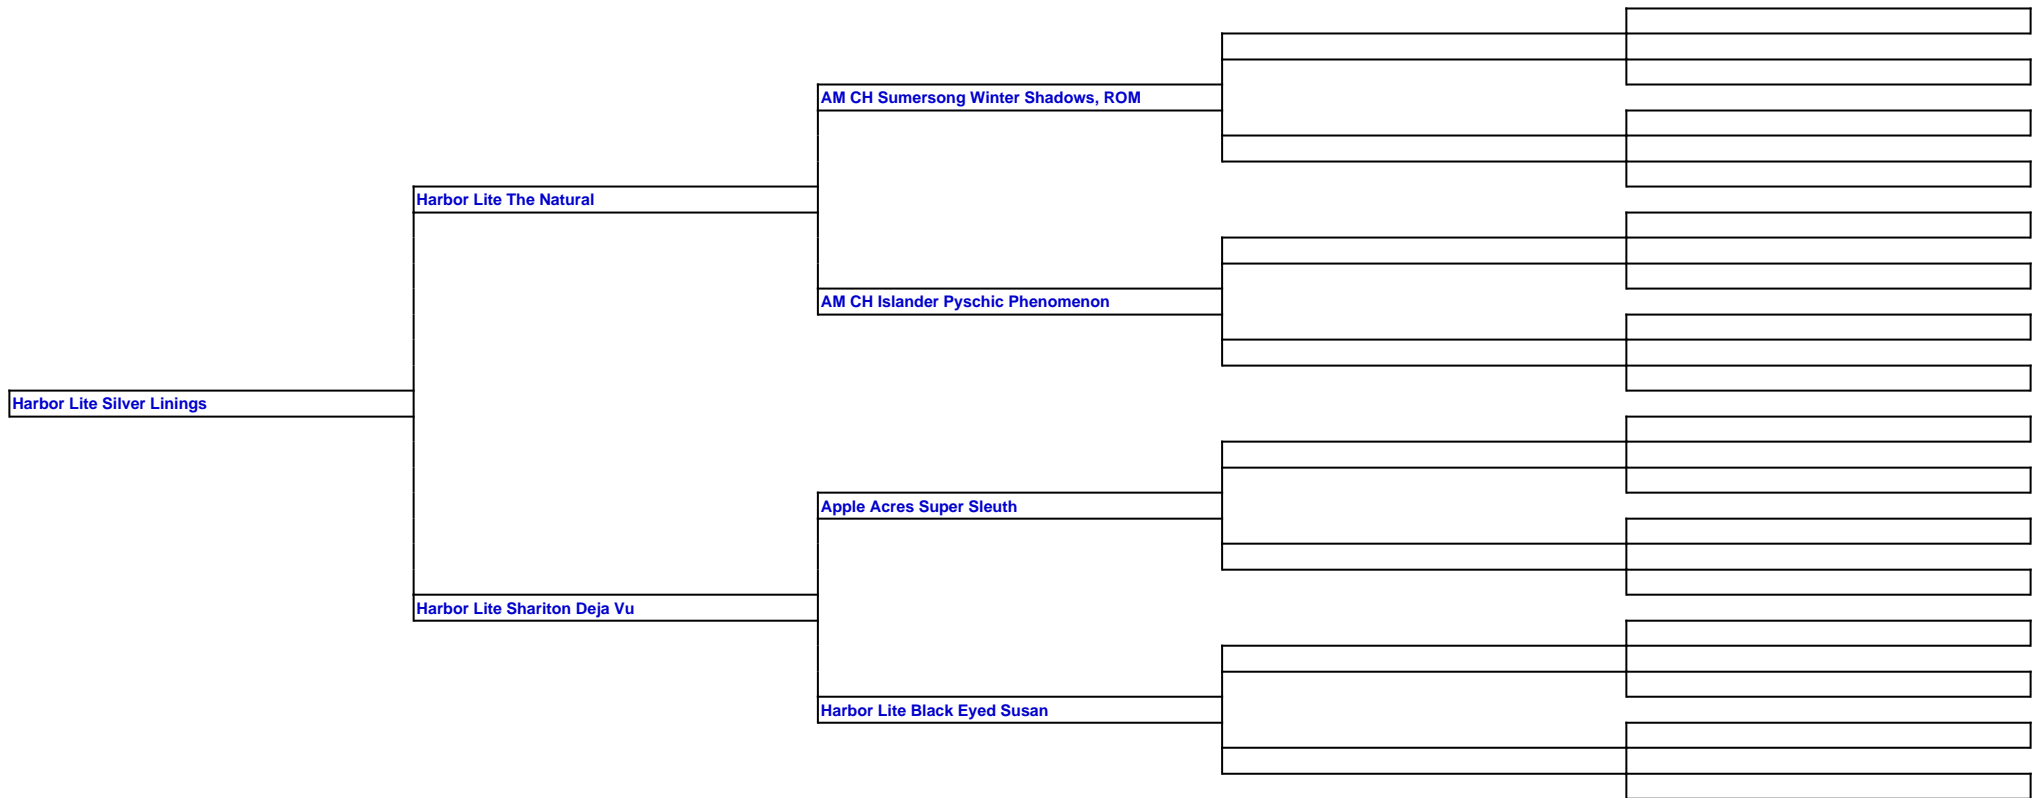 AM CH Sumersong Winter Shadows, ROM
Harbor Lite The Natural
AM CH Islander Pyschic Phenomenon
Harbor Lite Silver Linings
Apple Acres Super Sleuth
Harbor Lite Shariton Deja Vu
Harbor Lite Black Eyed Susan